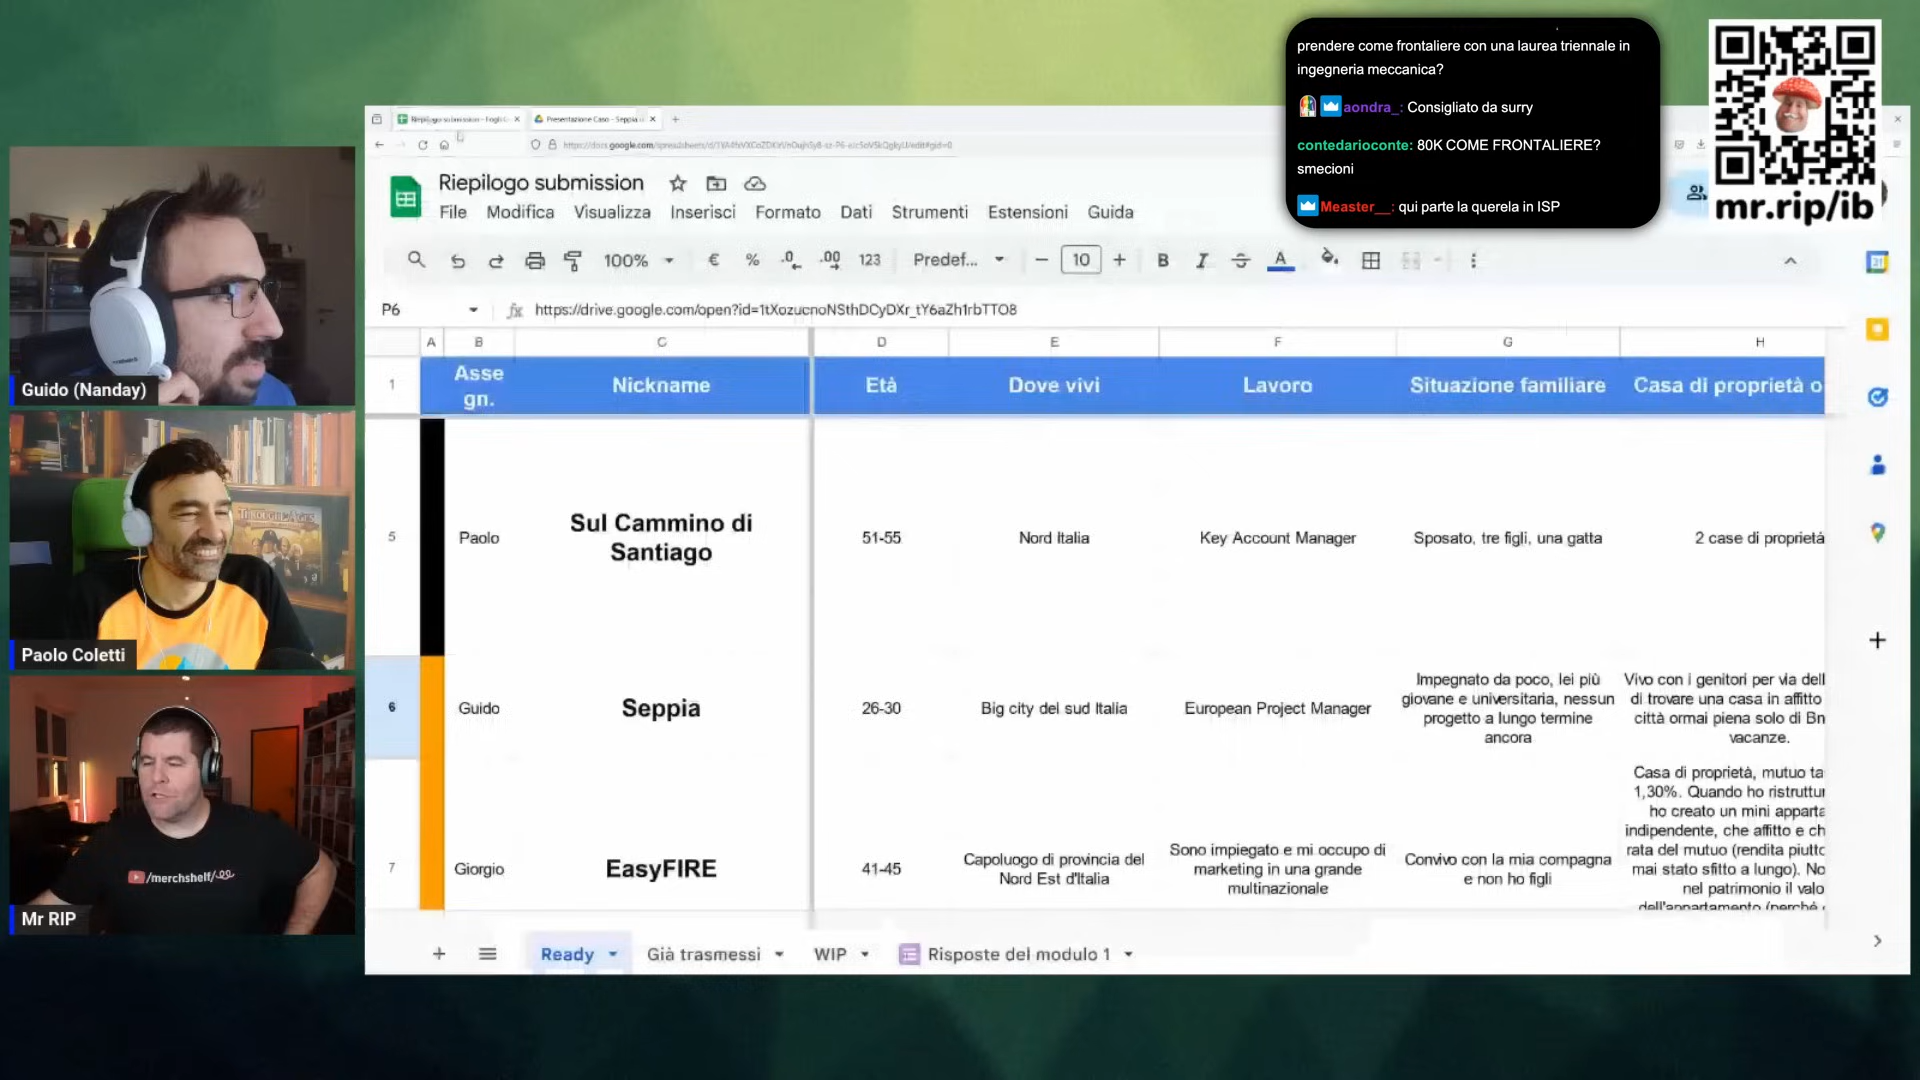 prendere come frontaliere con una laurea triennale in
ingegneria meccanica?
aondra_: Consigliato da surry
contedarioconte: 80K COME FRONTALIERE?
smecioni
Measter__: qui parte la querela in ISP
mr.rip/ib
Guido (Nanday)
Paolo Coletti
/merchshelf/
Mr RIP
Riepilogo submission
Presentazione Caso - Seppia
Riepilogo submission
File Modifica Visualizza Inserisci Formato Dati Strumenti Estensioni Guida
100% € % .0 .00 123 Predef... − 10 + B I A
P6 fx https://drive.google.com/open?id=1tXozucnoNSthDCyDXr_tY6aZh1rbTTO8
A B C D E F G H
1 Asse
gn. Nickname Età Dove vivi Lavoro Situazione familiare Casa di proprietà o
5 Paolo Sul Cammino di
Santiago 51-55 Nord Italia Key Account Manager Sposato, tre figli, una gatta 2 case di proprietà
6 Guido Seppia 26-30 Big city del sud Italia European Project Manager
Impegnato da poco, lei più
giovane e universitaria, nessun
progetto a lungo termine
ancora
Vivo con i genitori per via dell
di trovare una casa in affitto
città ormai piena solo di Bn
vacanze.
7 Giorgio EasyFIRE 41-45
Capoluogo di provincia del
Nord Est d'Italia
Sono impiegato e mi occupo di
marketing in una grande
multinazionale
Convivo con la mia compagna
e non ho figli
Casa di proprietà, mutuo ta
1,30%. Quando ho ristruttur
ho creato un mini apparta
indipendente, che affitto e ch
rata del mutuo (rendita piutto
mai stato sfitto a lungo). No
nel patrimonio il valo
dell'appartamento (perché
+ Ready Già trasmessi WIP Risposte del modulo 1